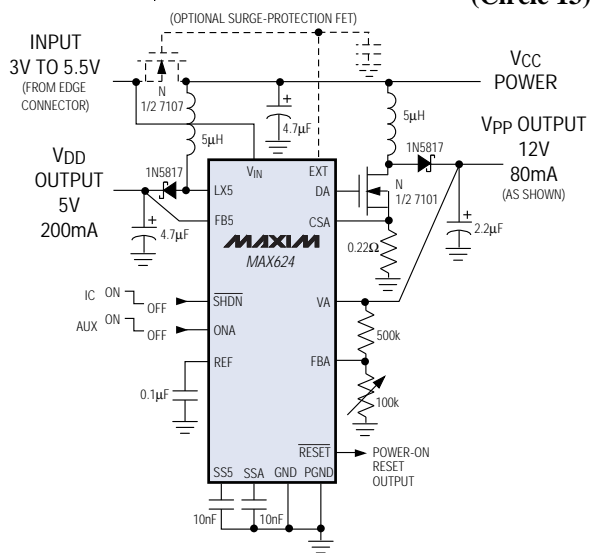 (Circle 15)
(OPTIONAL SURGE-PROTECTION FET)
INPUT
3V TO 5.5V
(FROM EDGE
CONNECTOR)
N
1/2 7107
VCC
POWER
4.7µF
5µH
5µH
1N5817
VPP OUTPUT
12V
80mA
(AS SHOWN)
VDD
OUTPUT
5V
200mA
1N5817
VIN
EXT
LX5
DA
N
1/2 7101
FB5
CSA
4.7µF
2.2µF
0.22Ω
MAXIM
MAX624
IC ON
OFF
SHDN
VA
AUX ON
OFF
ONA
500k
REF
FBA
0.1µF
100k
RESET
POWER-ON
RESET
OUTPUT
SS5 SSA GND PGND
10nF 10nF